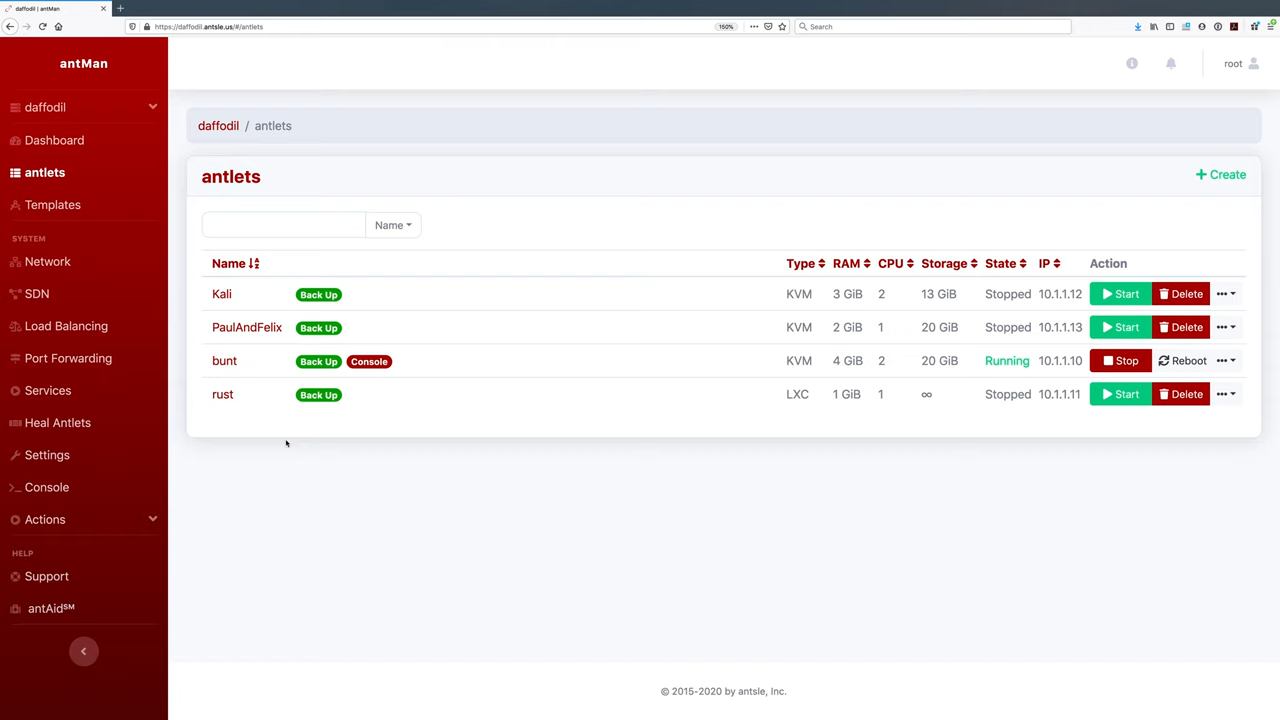 daffodil | antMan
https://daffodil.antsle.us/#/antlets
150%
Search
antMan
root
daffodil
daffodil / antlets
Dashboard
antlets
antlets
Create
Templates
Name
SYSTEM
Network
Name Type RAM CPU Storage State IP Action
SDN
Kali Back Up KVM 3 GiB 2 13 GiB Stopped 10.1.1.12 Start Delete
Load Balancing
PaulAndFelix Back Up KVM 2 GiB 1 20 GiB Stopped 10.1.1.13 Start Delete
Port Forwarding
bunt Back Up Console KVM 4 GiB 2 20 GiB Running 10.1.1.10 Stop Reboot
Services
rust Back Up LXC 1 GiB 1 ∞ Stopped 10.1.1.11 Start Delete
Heal Antlets
Settings
Console
Actions
HELP
Support
antAid℠
© 2015-2020 by antsle, Inc.